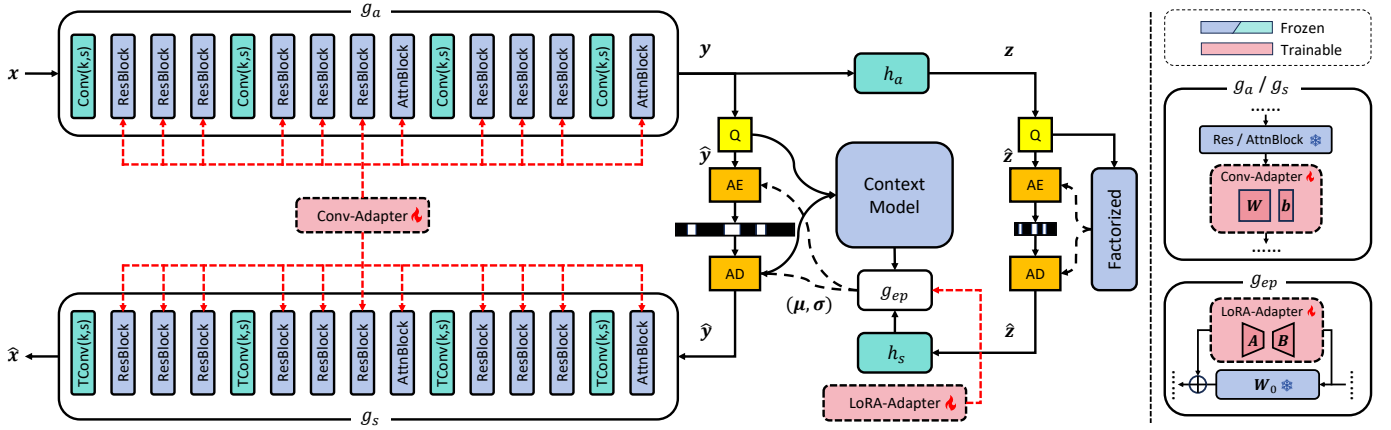 g_a
x
Conv(k,s)
ResBlock
ResBlock
ResBlock
Conv(k,s)
ResBlock
ResBlock
ResBlock
AttnBlock
Conv(k,s)
ResBlock
ResBlock
ResBlock
Conv(k,s)
AttnBlock
y
h_a
z
Q
ŷ
AE
AD
Context
Model
(μ, σ)
g_ep
h_s
ŷ
Q
ẑ
AE
AD
Factorized
ẑ
Conv-Adapter
LoRA-Adapter
x̂
TConv(k,s)
ResBlock
ResBlock
ResBlock
TConv(k,s)
ResBlock
ResBlock
ResBlock
AttnBlock
TConv(k,s)
ResBlock
ResBlock
ResBlock
TConv(k,s)
AttnBlock
g_s
Frozen
Trainable
g_a / g_s
......
Res / AttnBlock
Conv-Adapter
W b
......
g_ep
LoRA-Adapter
A B
W_0